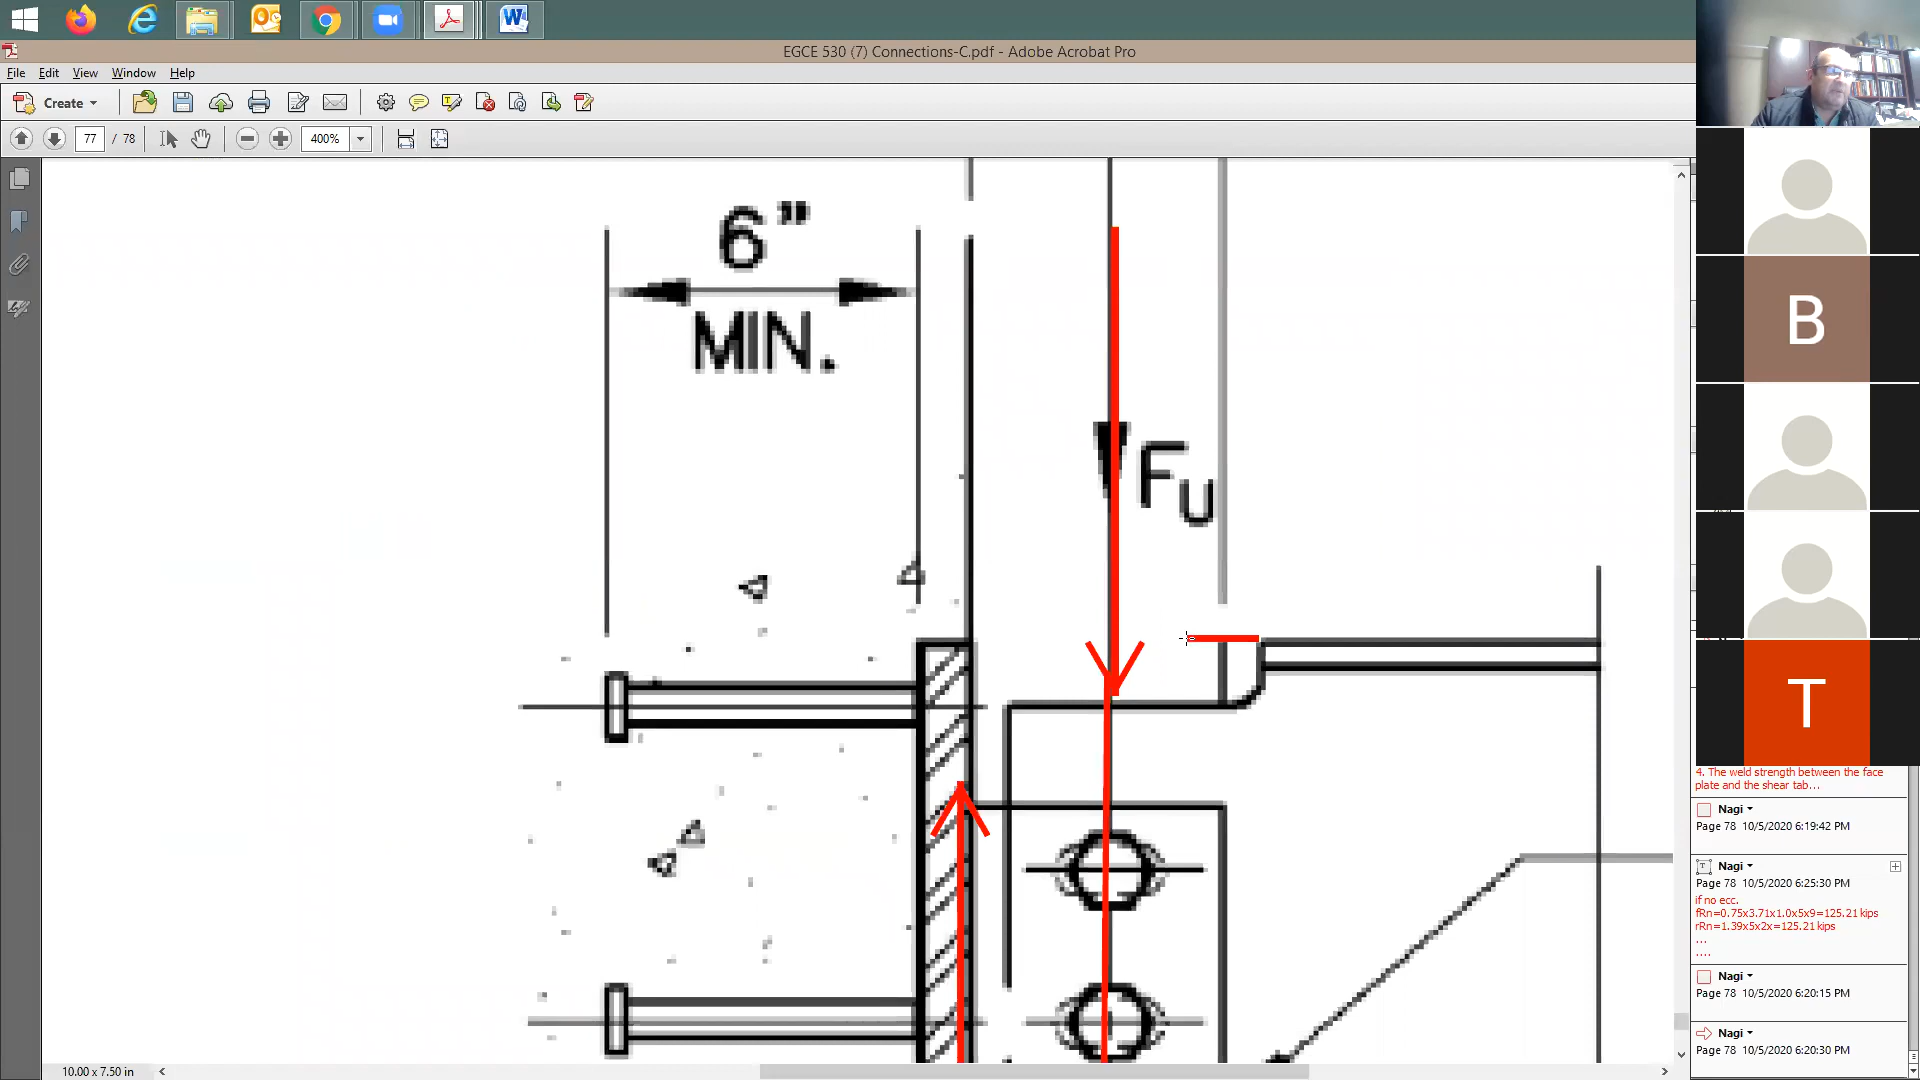 EGCE 530 (7) Connections-C.pdf - Adobe Acrobat Pro
File Edit View Window Help
Create
77 / 78 400%
6"
MIN.
FU
B
T
4. The weld strength between the face
plate and the shear tab...
Nagi
Page 78 10/5/2020 6:19:42 PM
Nagi
Page 78 10/5/2020 6:25:30 PM
if no ecc.
fRn=0.75x3.71x1.0x5x9=125.21 kips
rRn=1.39x5x2x=125.21 kips
...
....
Nagi
Page 78 10/5/2020 6:20:15 PM
Nagi
Page 78 10/5/2020 6:20:30 PM
10.00 x 7.50 in